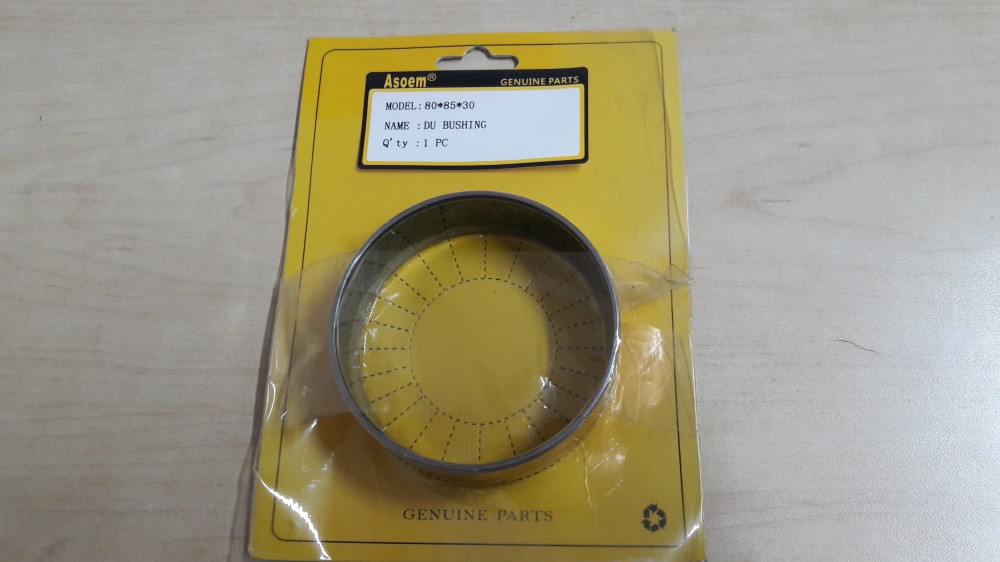 Asoem® GENUINE PARTS
MODEL: 80*85*30
NAME :DU BUSHING
Q'ty :1 PC
GENUINE PARTS